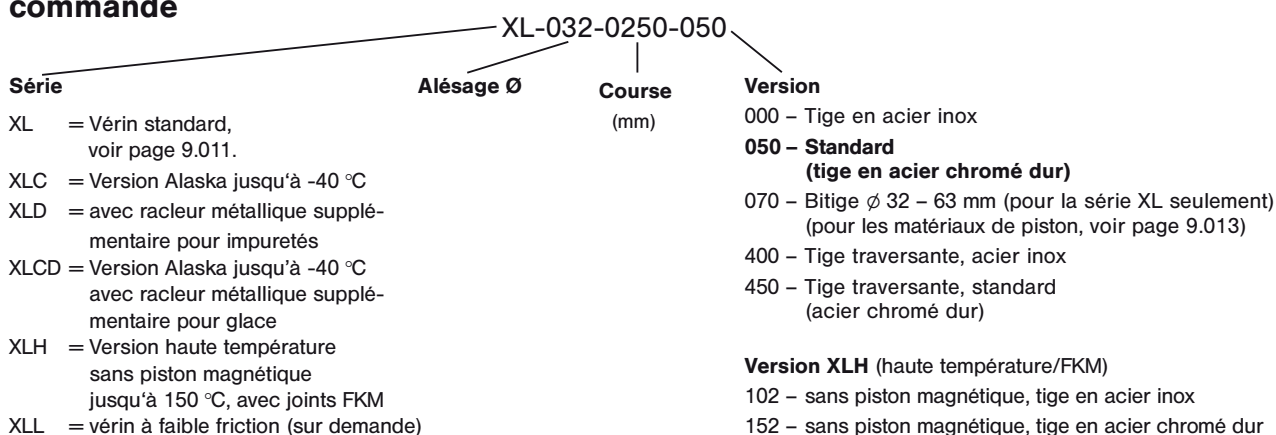 commande
XL-032-0250-050
Série
XL = Vérin standard,
voir page 9.011.
XLC = Version Alaska jusqu‘à -40 °C
XLD = avec racleur métallique supplé-
mentaire pour impuretés
XLCD = Version Alaska jusqu’à -40 °C
avec racleur métallique supplé-
mentaire pour glace
XLH = Version haute température
sans piston magnétique
jusqu‘à 150 °C, avec joints FKM
XLL = vérin à faible friction (sur demande)
Alésage Ø
Course
(mm)
Version
000 – Tige en acier inox
050 – Standard
(tige en acier chromé dur)
070 – Bitige ∅ 32 – 63 mm (pour la série XL seulement)
(pour les matériaux de piston, voir page 9.013)
400 – Tige traversante, acier inox
450 – Tige traversante, standard
(acier chromé dur)
Version XLH (haute température/FKM)
102 – sans piston magnétique, tige en acier inox
152 – sans piston magnétique, tige en acier chromé dur